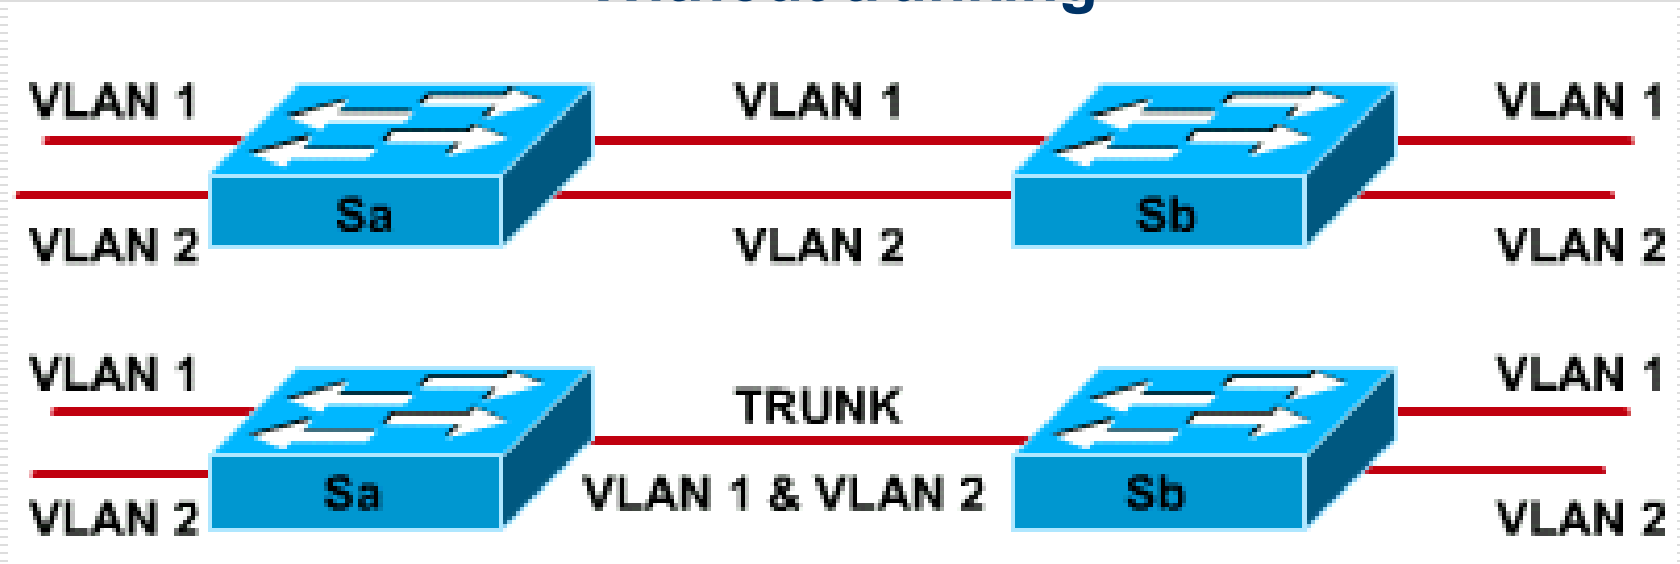 VLAN 1 VLAN 1 VLAN 1
Sa Sb
VLAN 2 VLAN 2 VLAN 2
VLAN 1 TRUNK VLAN 1
Sa VLAN 1 & VLAN 2 Sb
VLAN 2 VLAN 2